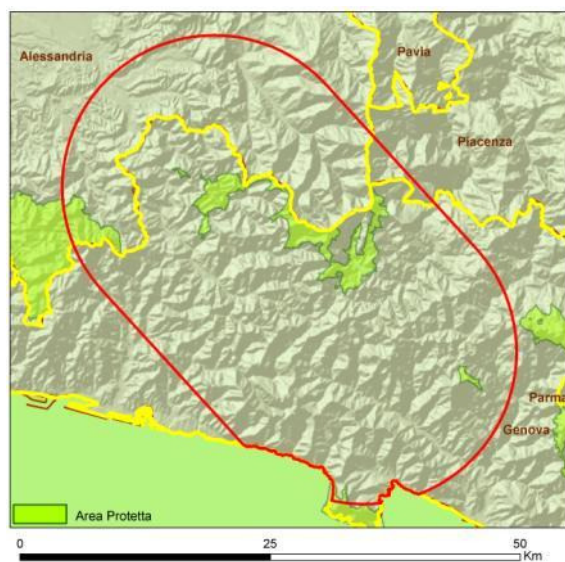 Alessandria
Pavia
Piacenza
Parma
Genova
Area Protetta
0 25 50
Km